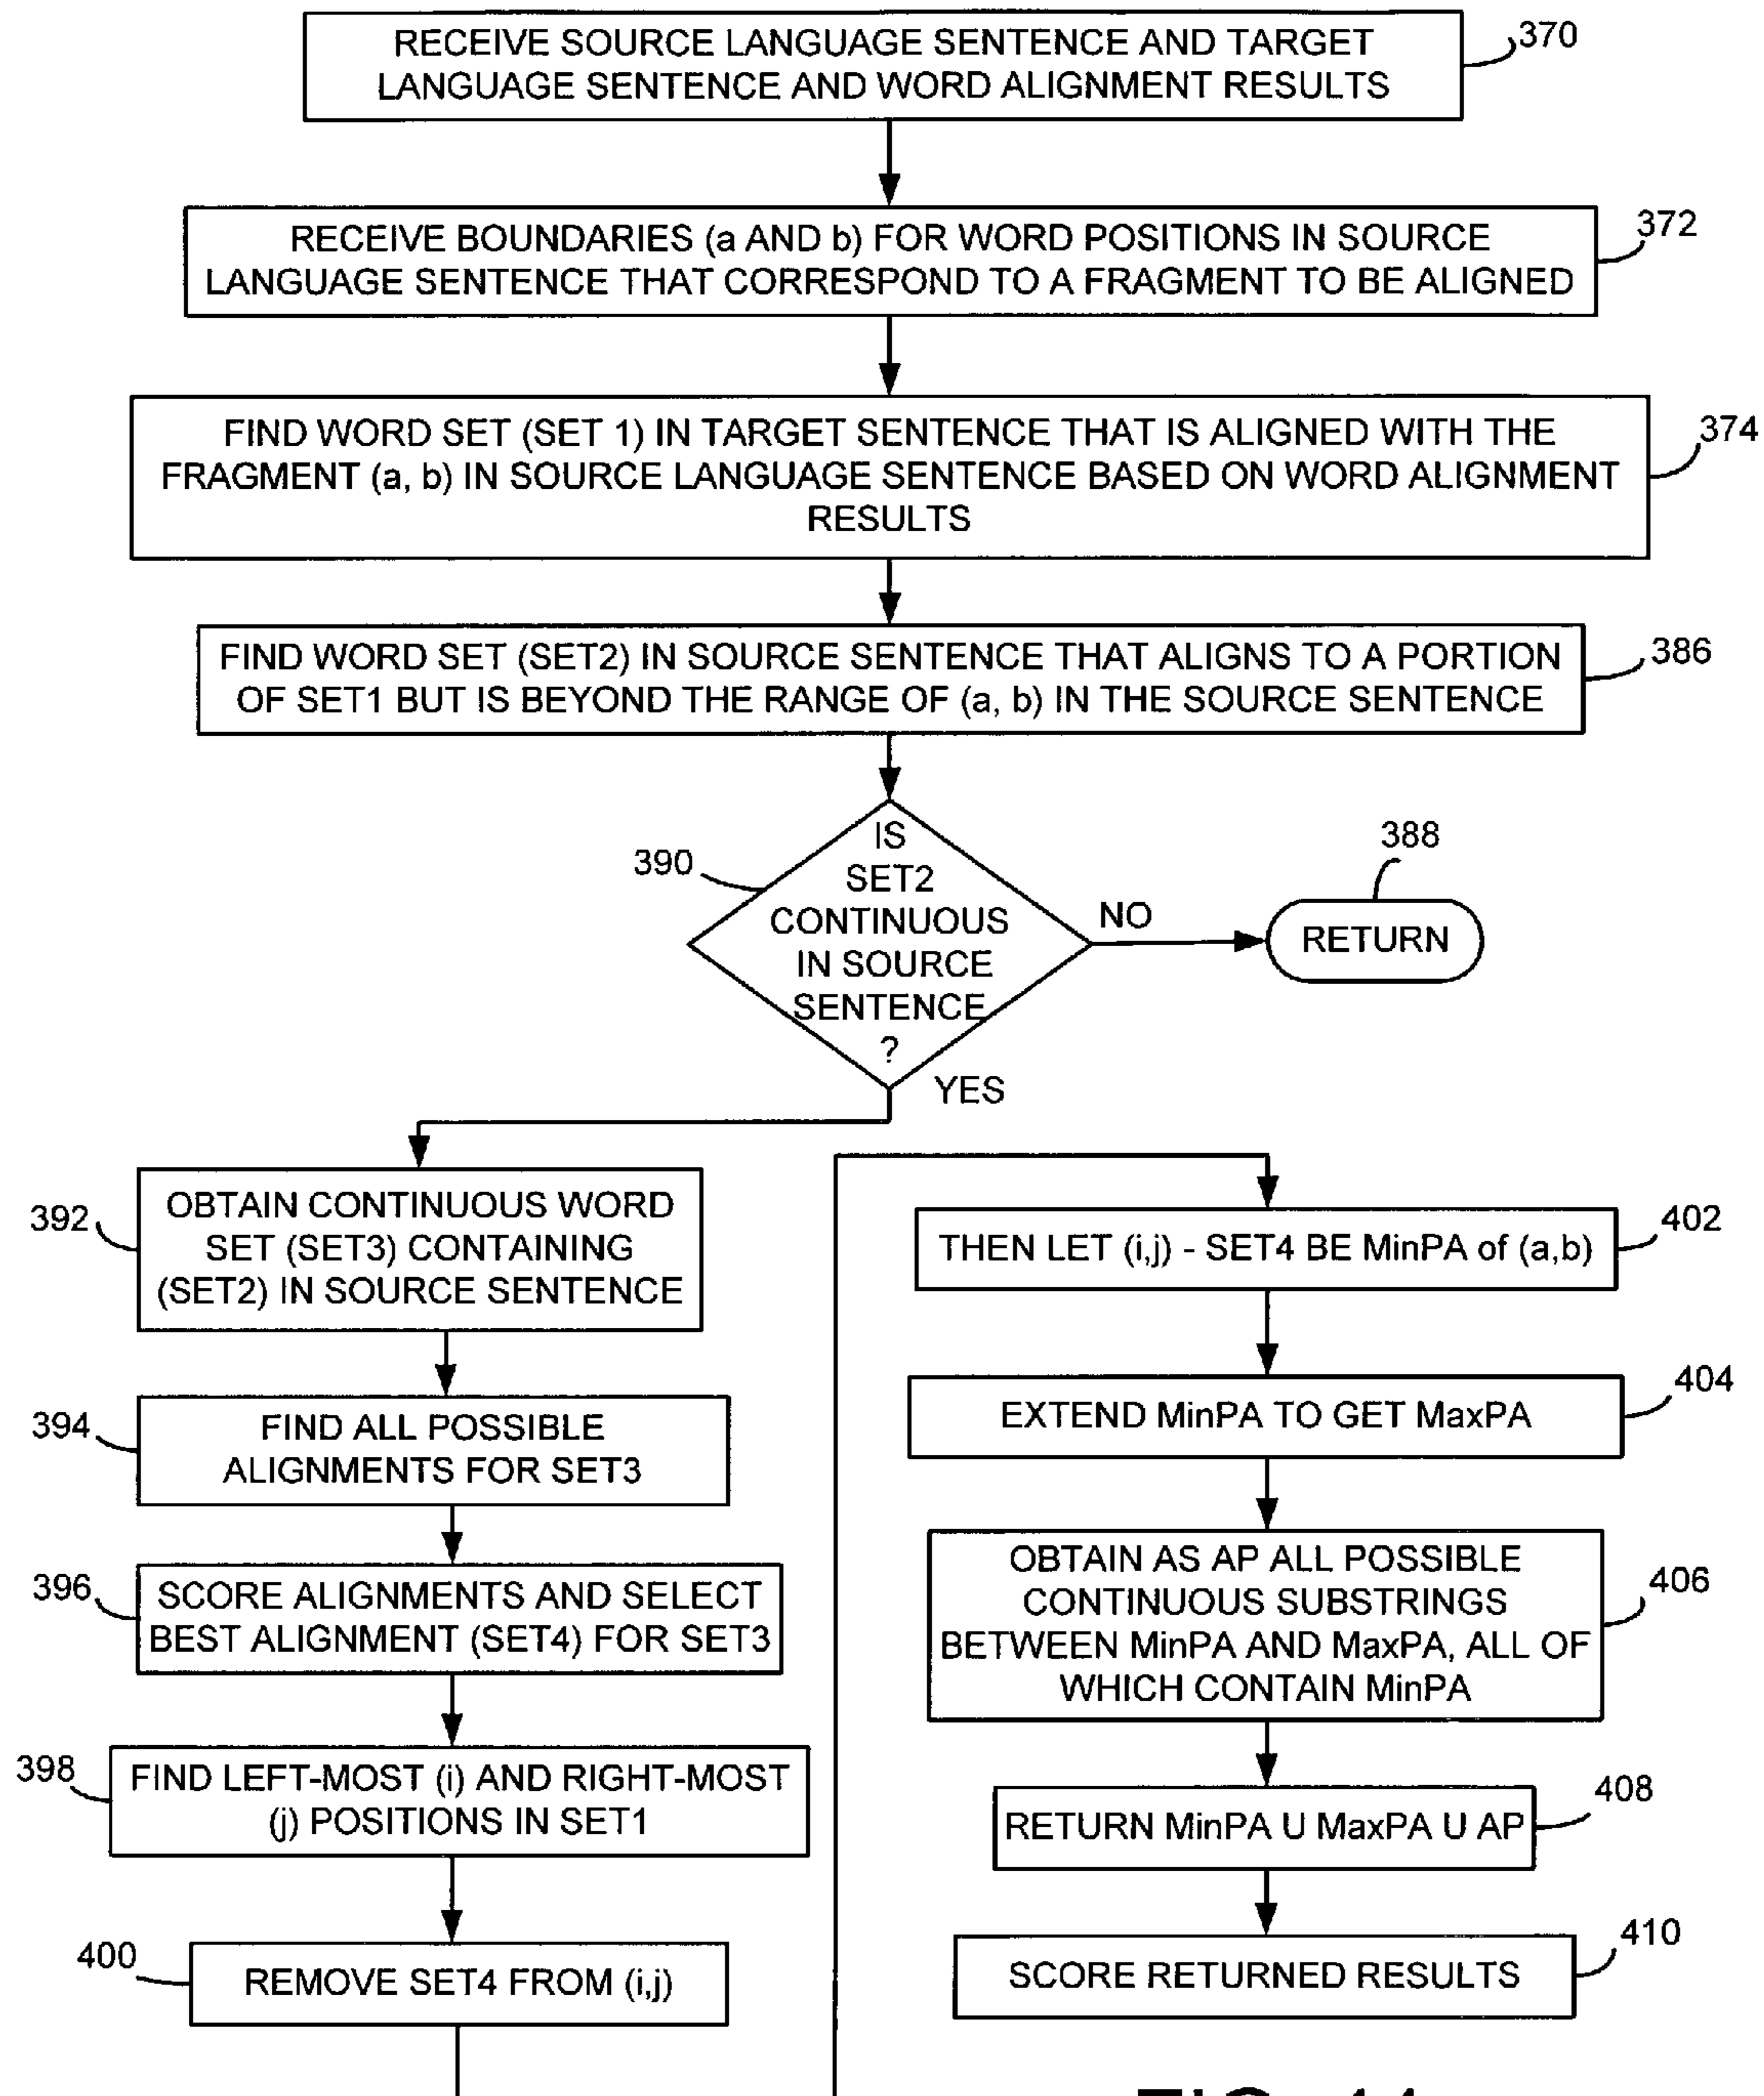 RECEIVE SOURCE LANGUAGE SENTENCE AND TARGET
LANGUAGE SENTENCE AND WORD ALIGNMENT RESULTS
370
RECEIVE BOUNDARIES (a AND b) FOR WORD POSITIONS IN SOURCE
LANGUAGE SENTENCE THAT CORRESPOND TO A FRAGMENT TO BE ALIGNED
372
FIND WORD SET (SET 1) IN TARGET SENTENCE THAT IS ALIGNED WITH THE
FRAGMENT (a, b) IN SOURCE LANGUAGE SENTENCE BASED ON WORD ALIGNMENT
RESULTS
374
FIND WORD SET (SET2) IN SOURCE SENTENCE THAT ALIGNS TO A PORTION
OF SET1 BUT IS BEYOND THE RANGE OF (a, b) IN THE SOURCE SENTENCE
386
390
IS
SET2
CONTINUOUS
IN SOURCE
SENTENCE
?
NO
388
RETURN
YES
392
OBTAIN CONTINUOUS WORD
SET (SET3) CONTAINING
(SET2) IN SOURCE SENTENCE
394
FIND ALL POSSIBLE
ALIGNMENTS FOR SET3
396
SCORE ALIGNMENTS AND SELECT
BEST ALIGNMENT (SET4) FOR SET3
398
FIND LEFT-MOST (i) AND RIGHT-MOST
(j) POSITIONS IN SET1
400
REMOVE SET4 FROM (i,j)
THEN LET (i,j) - SET4 BE MinPA of (a,b)
402
EXTEND MinPA TO GET MaxPA
404
OBTAIN AS AP ALL POSSIBLE
CONTINUOUS SUBSTRINGS
BETWEEN MinPA AND MaxPA, ALL OF
WHICH CONTAIN MinPA
406
RETURN MinPA U MaxPA U AP
408
SCORE RETURNED RESULTS
410